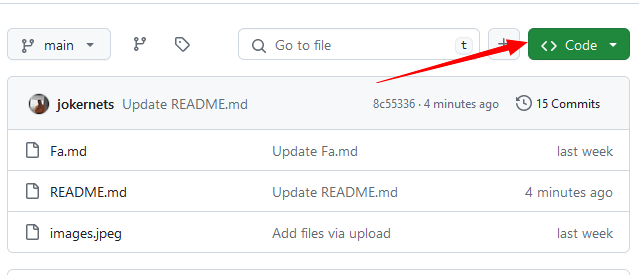 main
Go to file
t
Code
jokernets Update README.md 8c55336 · 4 minutes ago 15 Commits
Fa.md Update Fa.md last week
README.md Update README.md 4 minutes ago
images.jpeg Add files via upload last week